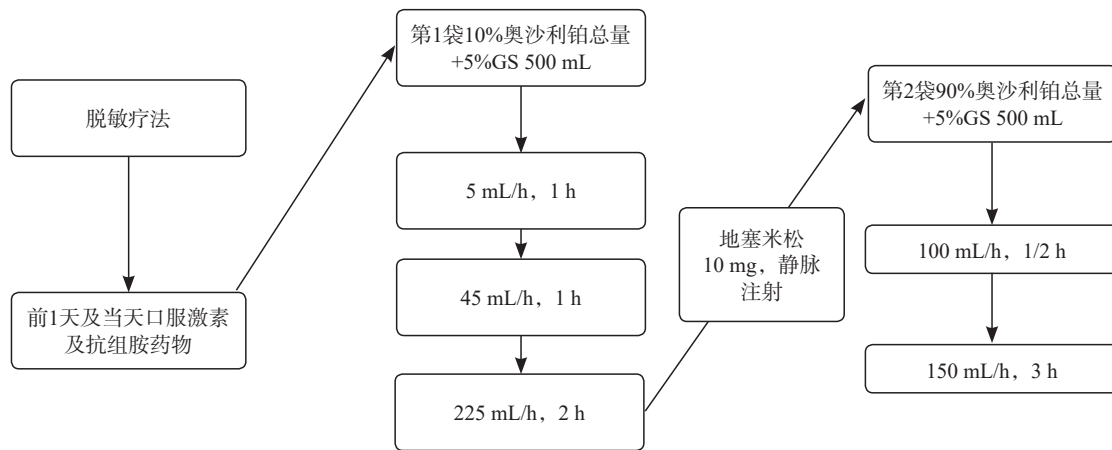 脱敏疗法
前1天及当天口服激素
及抗组胺药物
第1袋10%奥沙利铂总量
+5%GS 500 mL
5 mL/h，1 h
45 mL/h，1 h
225 mL/h，2 h
地塞米松
10 mg，静脉
注射
第2袋90%奥沙利铂总量
+5%GS 500 mL
100 mL/h，1/2 h
150 mL/h，3 h